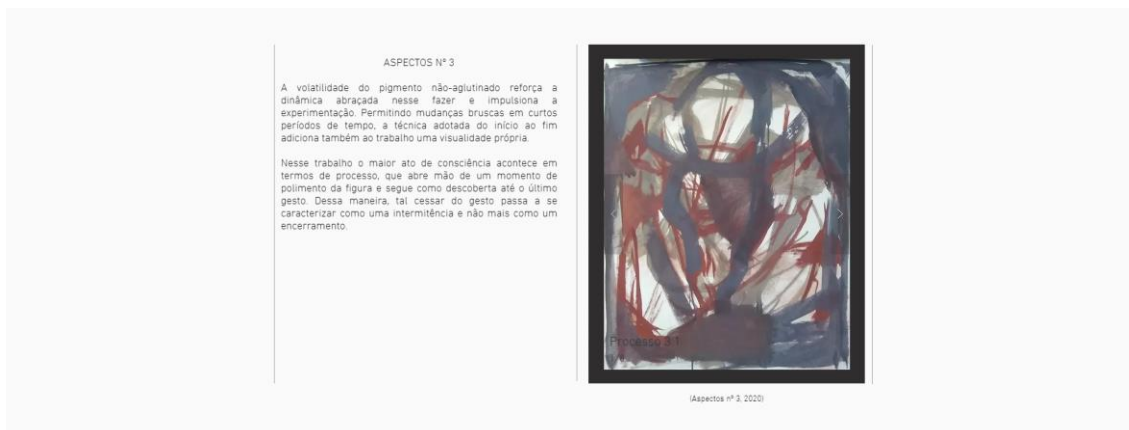 ASPECTOS Nº 3
A volatilidade do pigmento não-aglutinado reforça a
dinâmica abraçada nesse fazer e impulsiona a
experimentação. Permitindo mudanças bruscas em curtos
períodos de tempo, a técnica adotada do início ao fim
adiciona também ao trabalho uma visualidade própria.
Nesse trabalho o maior ato de consciência acontece em
termos de processo, que abre mão de um momento de
polimento da figura e segue como descoberta até o último
gesto. Dessa maneira, tal cessar do gesto passa a se
caracterizar como uma intermitência e não mais como um
encerramento.
Processo 3.1
(Aspectos nº 3, 2020)